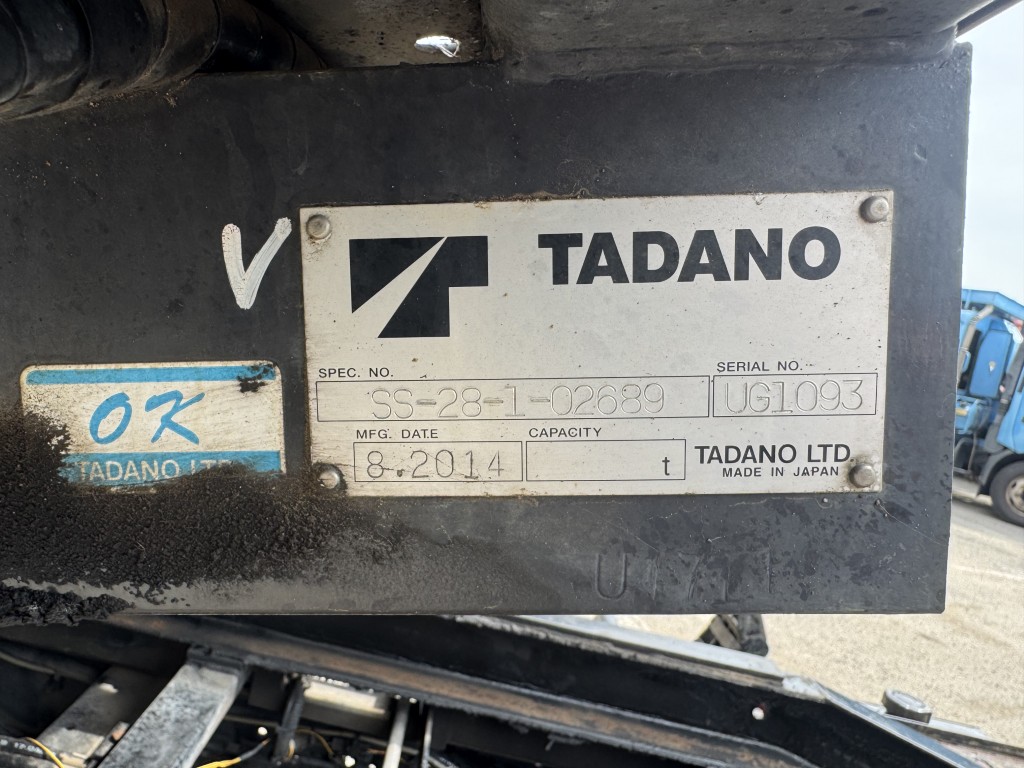 TADANO
SPEC. NO.
SERIAL NO.
SS-28-1-02689
UG1093
MFG. DATE
CAPACITY
8.2014
t
TADANO LTD.
MADE IN JAPAN
OK
TADANO LTD